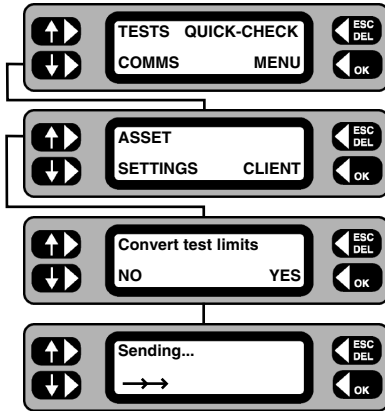 TESTS QUICK-CHECK ESC DEL
COMMS MENU OK
ASSET ESC DEL
SETTINGS CLIENT OK
Convert test limits ESC DEL
NO YES OK
Sending... ESC DEL
OK